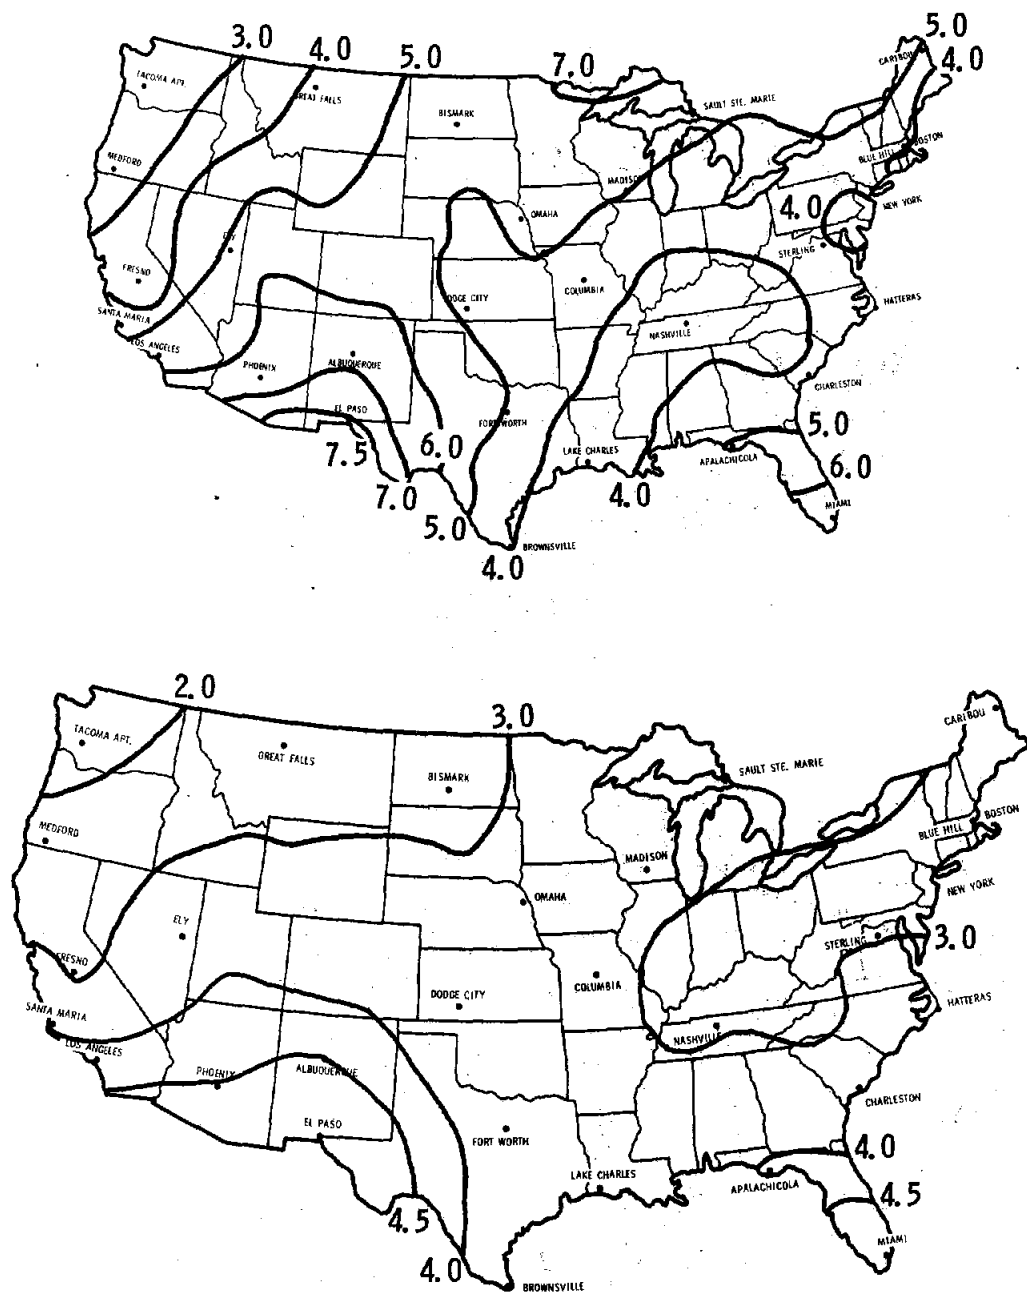 3.0 4.0 5.0 7.0 5.0
4.0
CARIBOU
TACOMA APT.
GREAT FALLS
BISMARK
SAULT STE. MARIE
BOSTON
BLUE HILL
MEDFORD
MADISON
NEW YORK
4.0
OMAHA
ELY
STERLING
FRESNO
DODGE CITY
COLUMBIA
HATTERAS
SANTA MARIA
NASHVILLE
LOS ANGELES
PHOENIX
ALBUQUERQUE
CHARLESTON
EL PASO
FORT WORTH
5.0
7.5
6.0
LAKE CHARLES
APALACHICOLA
6.0
7.0
4.0
5.0
MIAMI
BROWNSVILLE
4.0
2.0
3.0
CARIBOU
TACOMA APT.
GREAT FALLS
BISMARK
SAULT STE. MARIE
MEDFORD
BLUE HILL
BOSTON
MADISON
NEW YORK
OMAHA
ELY
STERLING
3.0
FRESNO
DODGE CITY
COLUMBIA
HATTERAS
SANTA MARIA
NASHVILLE
LOS ANGELES
PHOENIX
ALBUQUERQUE
CHARLESTON
EL PASO
FORT WORTH
4.0
LAKE CHARLES
APALACHICOLA
4.5
4.5
MIAMI
4.0
BROWNSVILLE